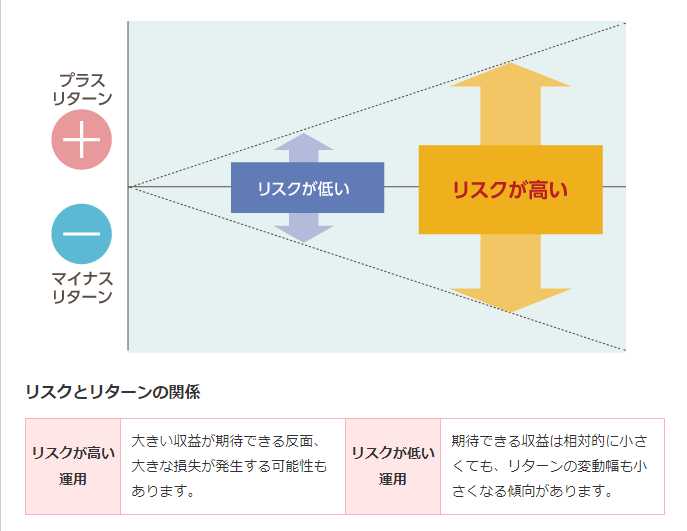 プラス
リターン
リスクが低い
リスクが高い
マイナス
リターン
リスクとリターンの関係
リスクが高い
運用
大きい収益が期待できる反面、
大きな損失が発生する可能性も
あります。
リスクが低い
運用
期待できる収益は相対的に小さ
くても、リターンの変動幅も小
さくなる傾向があります。